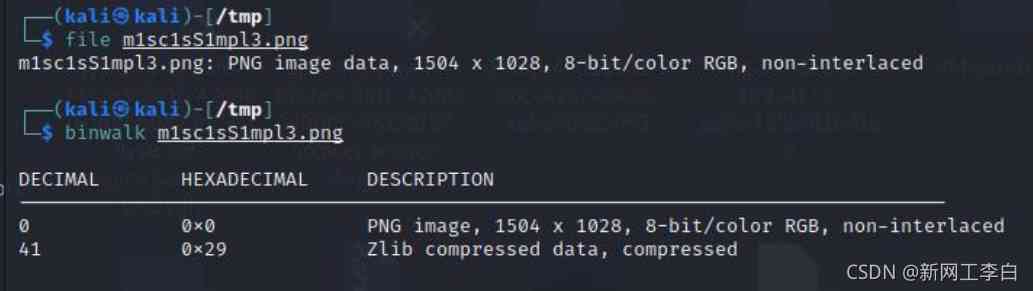 (kali㉿kali)-[/tmp]
$ file m1sc1sS1mpl3.png
m1sc1sS1mpl3.png: PNG image data, 1504 x 1028, 8-bit/color RGB, non-interlaced
(kali㉿kali)-[/tmp]
$ binwalk m1sc1sS1mpl3.png
DECIMAL HEXADECIMAL DESCRIPTION
0 0×0 PNG image, 1504 x 1028, 8-bit/color RGB, non-interlaced
41 0×29 Zlib compressed data, compressed
CSDN @新网工李白